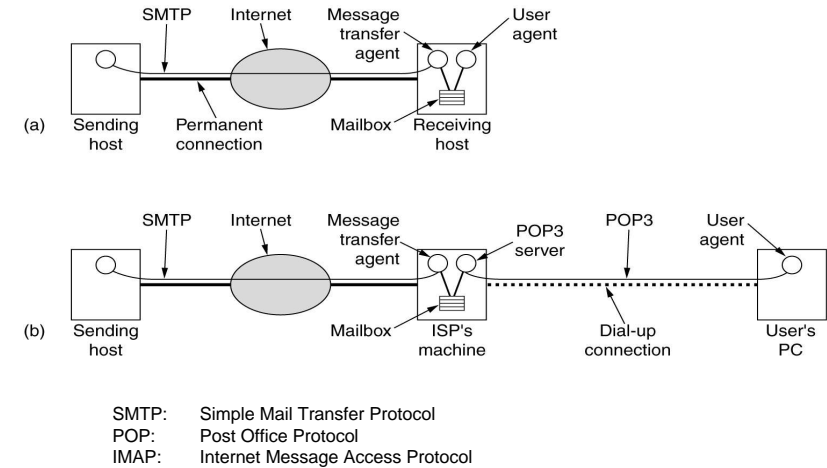 SMTP Internet Message transfer agent User agent
(a) Sending host Permanent connection Mailbox Receiving host
SMTP Internet Message transfer agent POP3 server POP3 User agent
(b) Sending host Mailbox ISP's machine Dial-up connection User's PC
SMTP: Simple Mail Transfer Protocol
POP: Post Office Protocol
IMAP: Internet Message Access Protocol